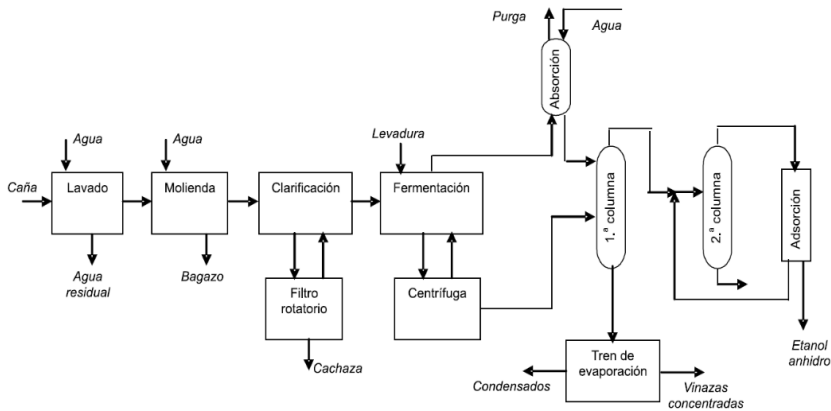 Purga
Agua
Absorción
Agua
Agua
Levadura
Caña
Lavado
Molienda
Clarificación
Fermentación
1.ª columna
2.ª columna
Adsorción
Agua
residual
Bagazo
Filtro
rotatorio
Centrífuga
Cachaza
Tren de
evaporación
Condensados
Vinazas
concentradas
Etanol
anhidro